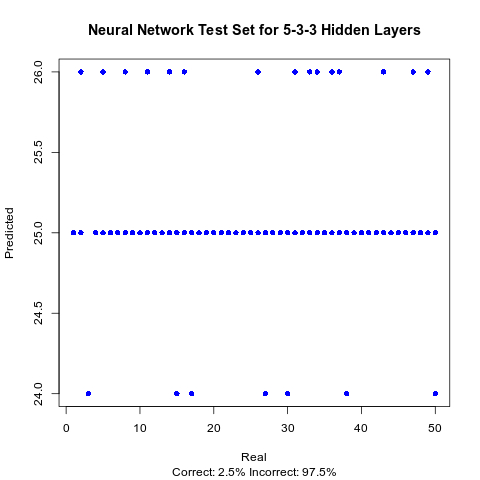 Neural Network Test Set for 5-3-3 Hidden Layers
26.0
25.5
25.0
24.5
24.0
Predicted
0 10 20 30 40 50
Real
Correct: 2.5% Incorrect: 97.5%